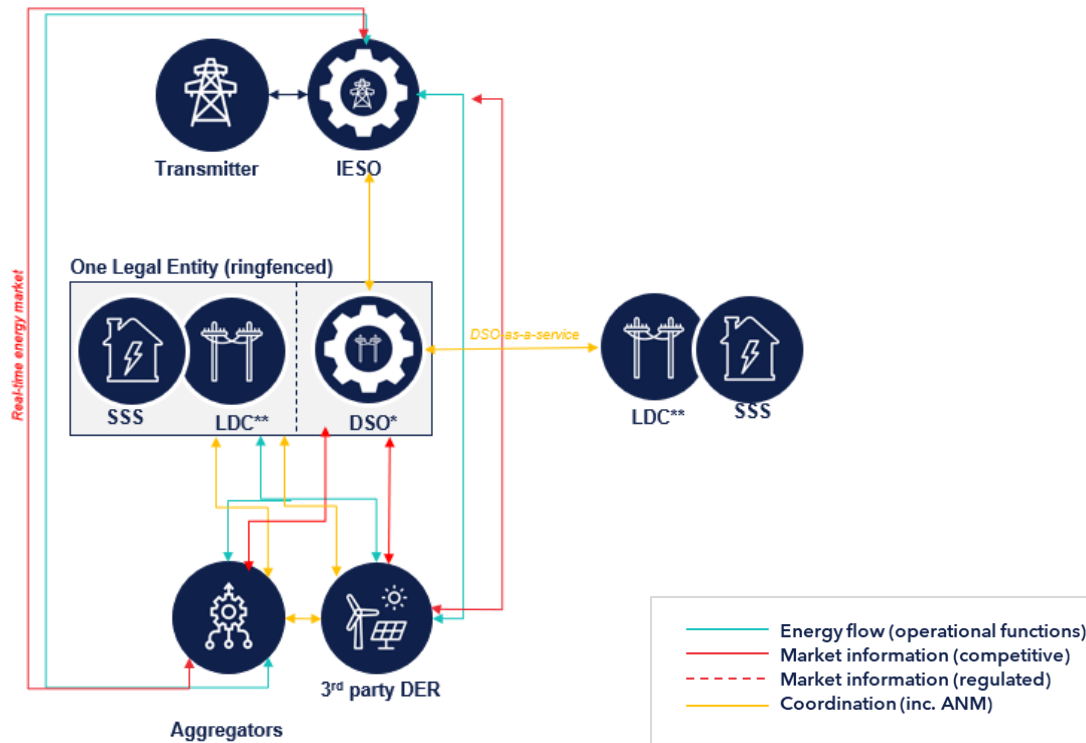 Transmitter
IESO
One Legal Entity (ringfenced)
Real-time energy market
SSS
LDC**
DSO*
DSO-as-a-service
LDC**
SSS
3rd party DER
Aggregators
Energy flow (operational functions)
Market information (competitive)
Market information (regulated)
Coordination (inc. ANM)